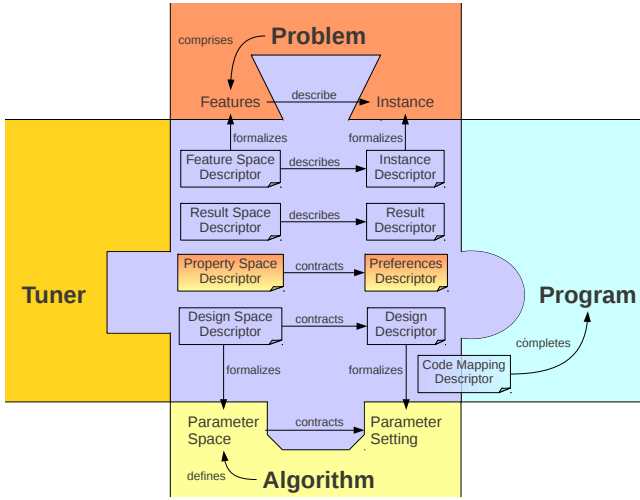 comprises
Problem
Features
describe
Instance
formalizes
formalizes
Feature Space
Descriptor
describes
Instance
Descriptor
Result Space
Descriptor
describes
Result
Descriptor
Property Space
Descriptor
contracts
Preferences
Descriptor
Tuner
Program
Design Space
Descriptor
contracts
Design
Descriptor
completes
Code Mapping
Descriptor
formalizes
formalizes
Parameter
Space
contracts
Parameter
Setting
defines
Algorithm